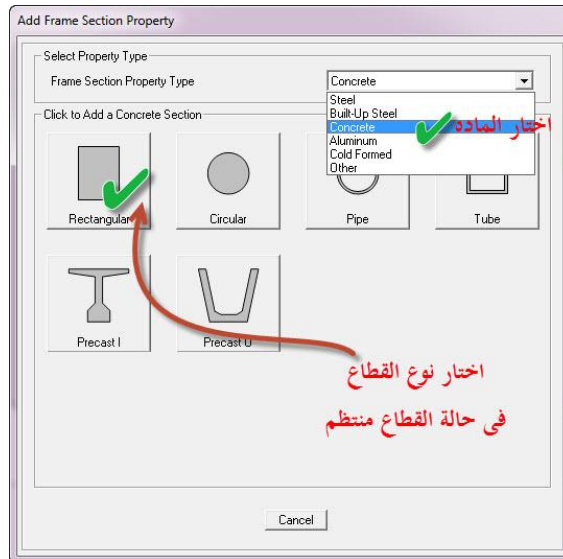 Add Frame Section Property
Select Property Type
Frame Section Property Type
Concrete
Steel
Built-Up Steel
Concrete
Aluminum
Cold Formed
Other
اختار الماده
Click to Add a Concrete Section
Rectangular
Circular
Pipe
Tube
Precast I
Precast U
اختار نوع القطاع
فى حالة القطاع منتظم
Cancel